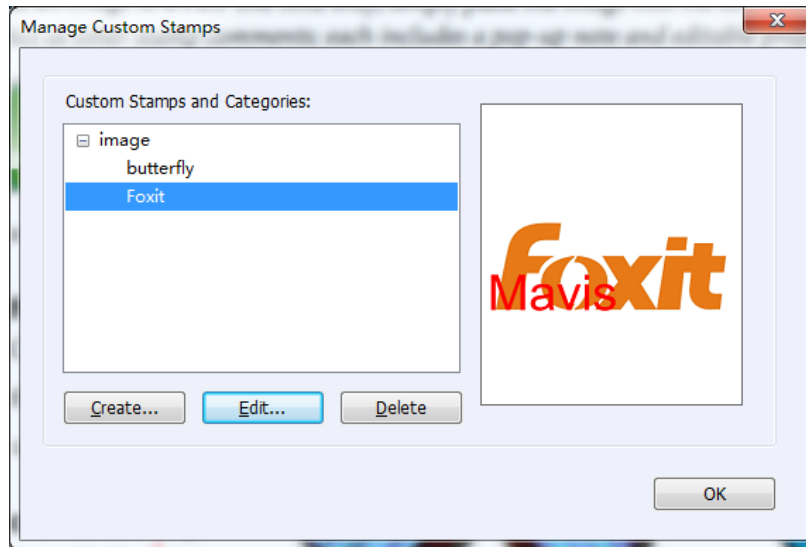 Manage Custom Stamps
Custom Stamps and Categories:
image
butterfly
Foxit
Foxit
Mavis
Create...
Edit...
Delete
OK